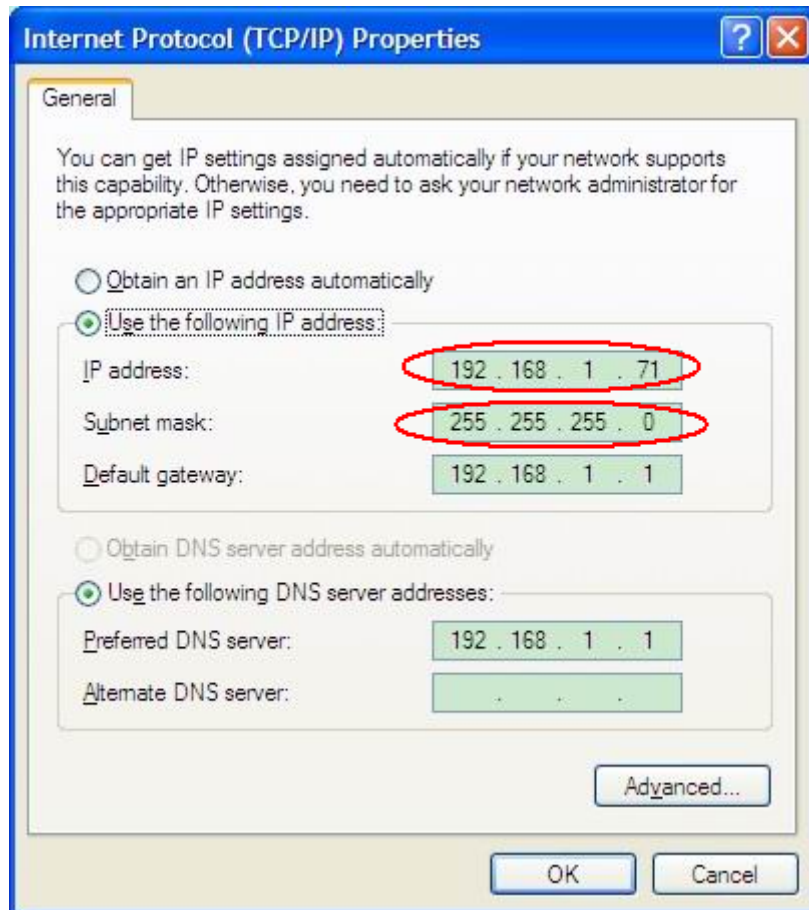 Internet Protocol (TCP/IP) Properties
General
You can get IP settings assigned automatically if your network supports
this capability. Otherwise, you need to ask your network administrator for
the appropriate IP settings.
Obtain an IP address automatically
Use the following IP address:
IP address: 192 . 168 . 1 . 71
Subnet mask: 255 . 255 . 255 . 0
Default gateway: 192 . 168 . 1 . 1
Obtain DNS server address automatically
Use the following DNS server addresses:
Preferred DNS server: 192 . 168 . 1 . 1
Alternate DNS server: . . .
Advanced...
OK Cancel